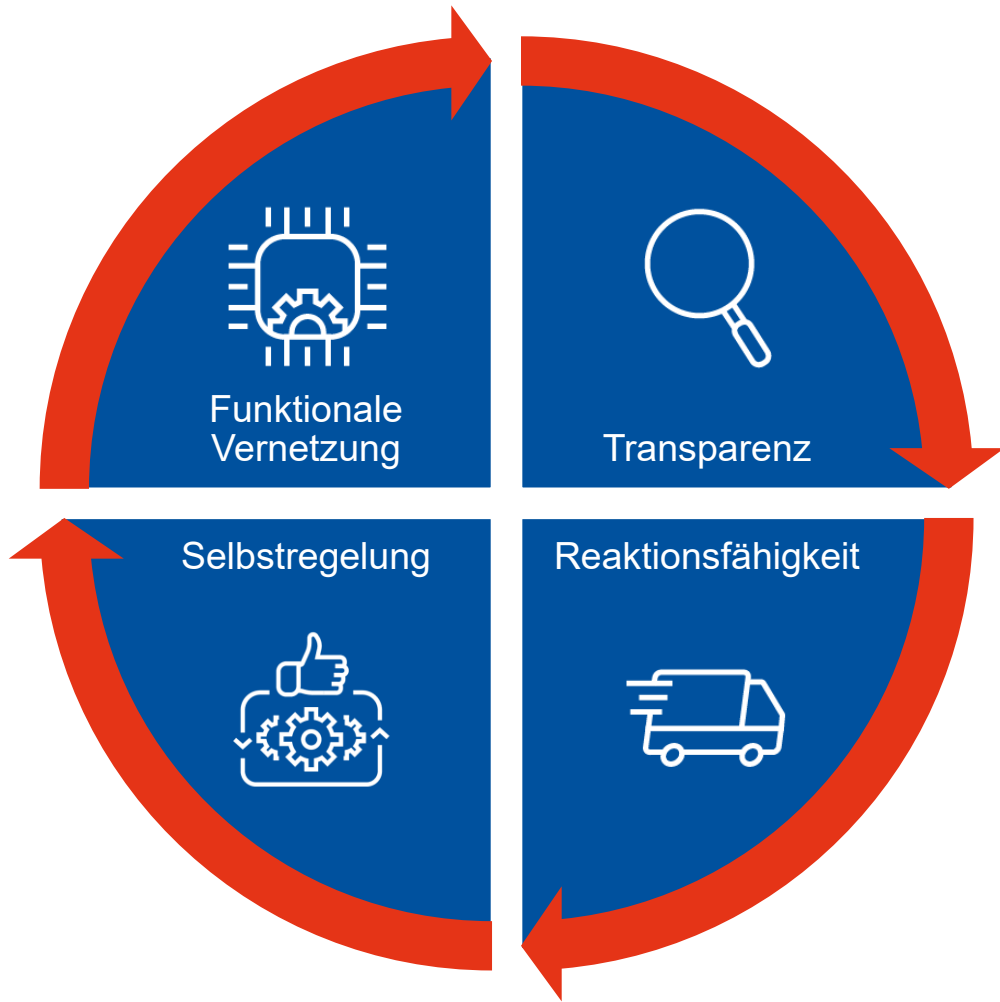 Funktionale
Vernetzung
Transparenz
Selbstregelung
Reaktionsfähigkeit